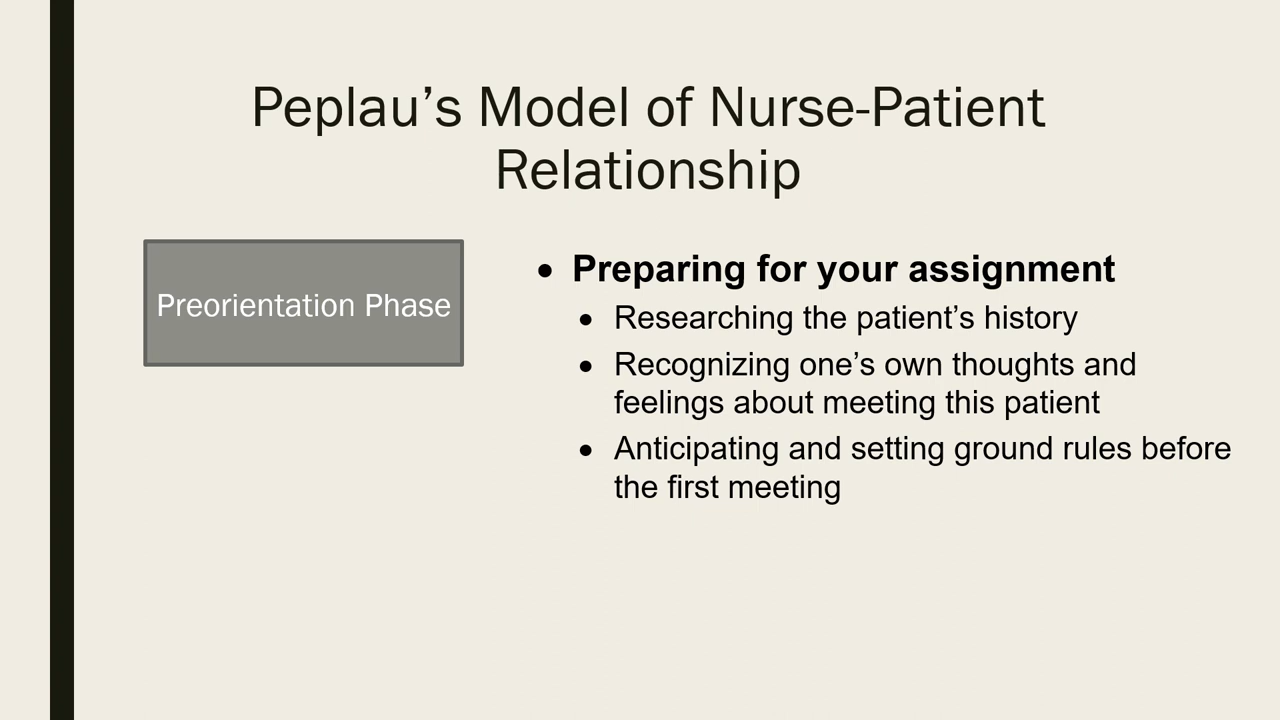 Peplau’s Model of Nurse-Patient
Relationship
Preorientation Phase
• Preparing for your assignment
• Researching the patient’s history
• Recognizing one’s own thoughts and
feelings about meeting this patient
• Anticipating and setting ground rules before
the first meeting